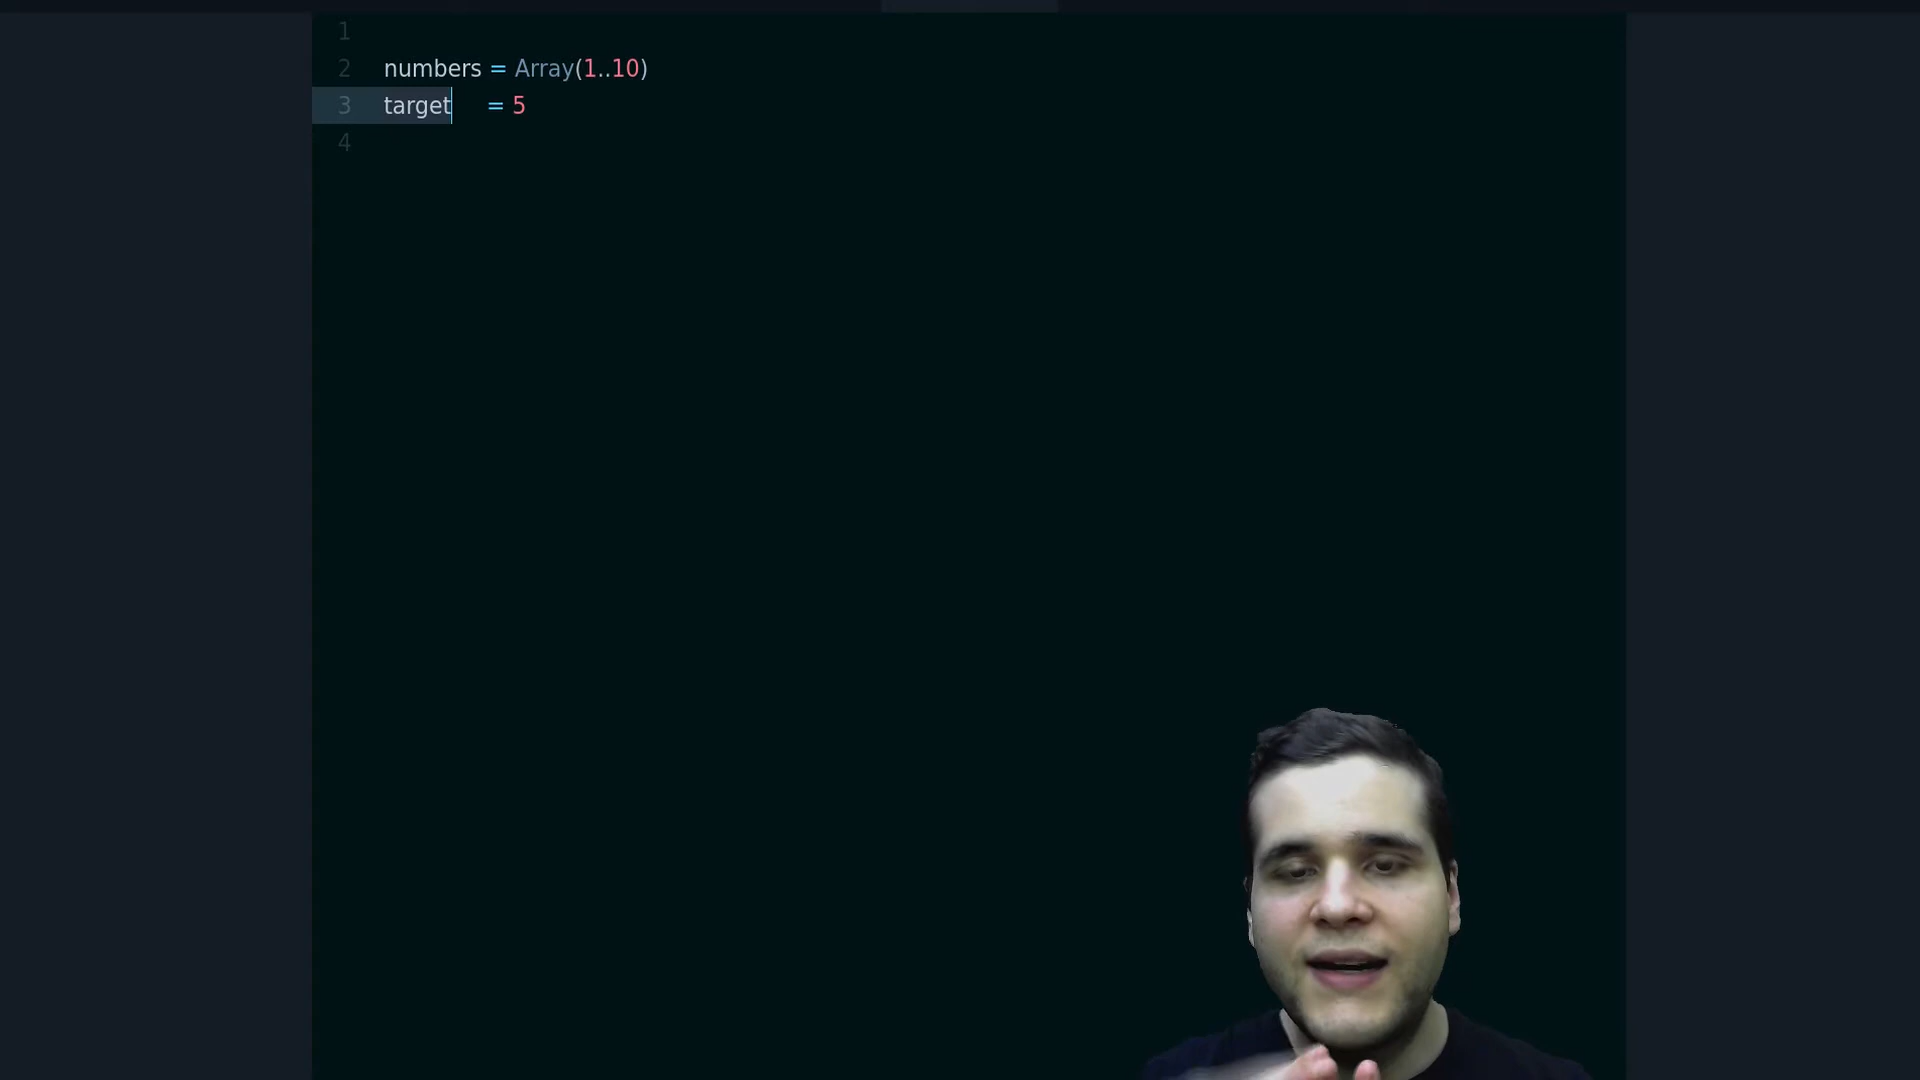 1
2 numbers = Array(1..10)
3 target   = 5
4